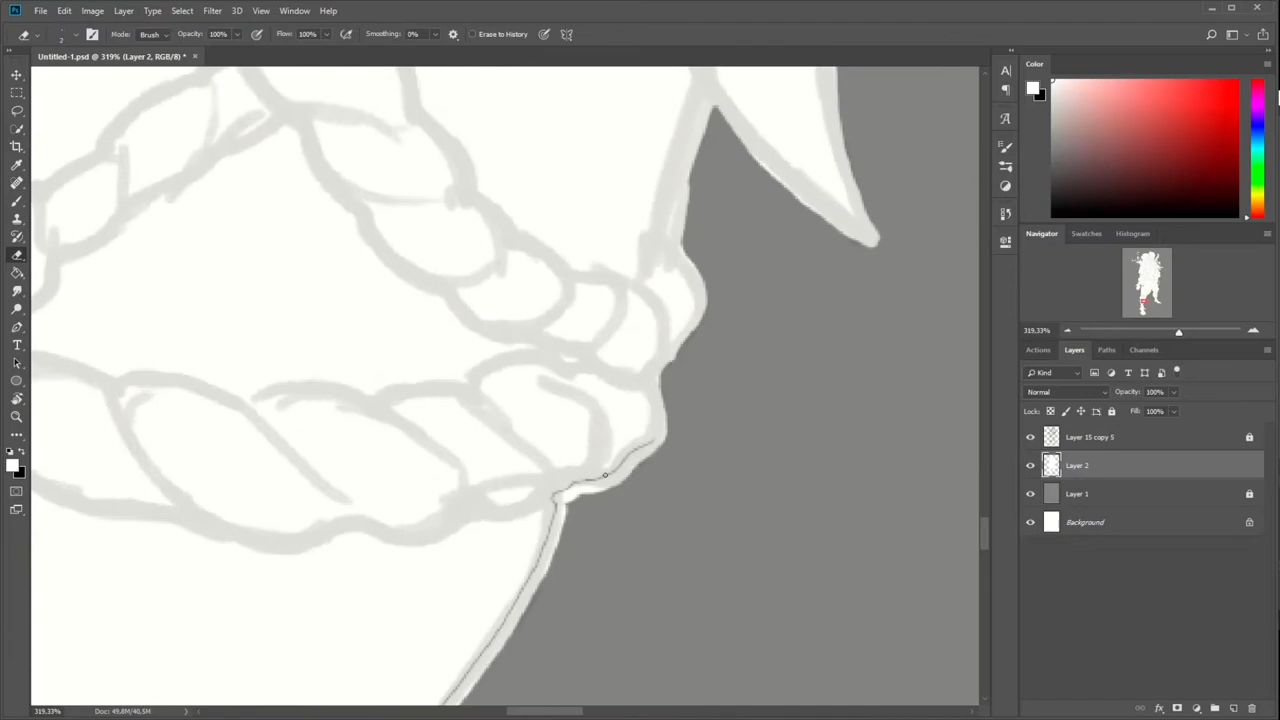 Ps File Edit Image Layer Type Select Filter 3D View Window Help
2 Mode: Brush Opacity: 100% Flow: 100% Smoothing: 0% Erase to History
Untitled-1.psd @ 319% (Layer 2, RGB/8) * ×
Color
Navigator Swatches Histogram
319,33%
Actions Layers Paths Channels
Kind
Normal Opacity: 100%
Lock: Fill: 100%
Layer 15 copy 5
Layer 2
Layer 1
Background
319,33% Doc: 49,8M/40,5M
fx